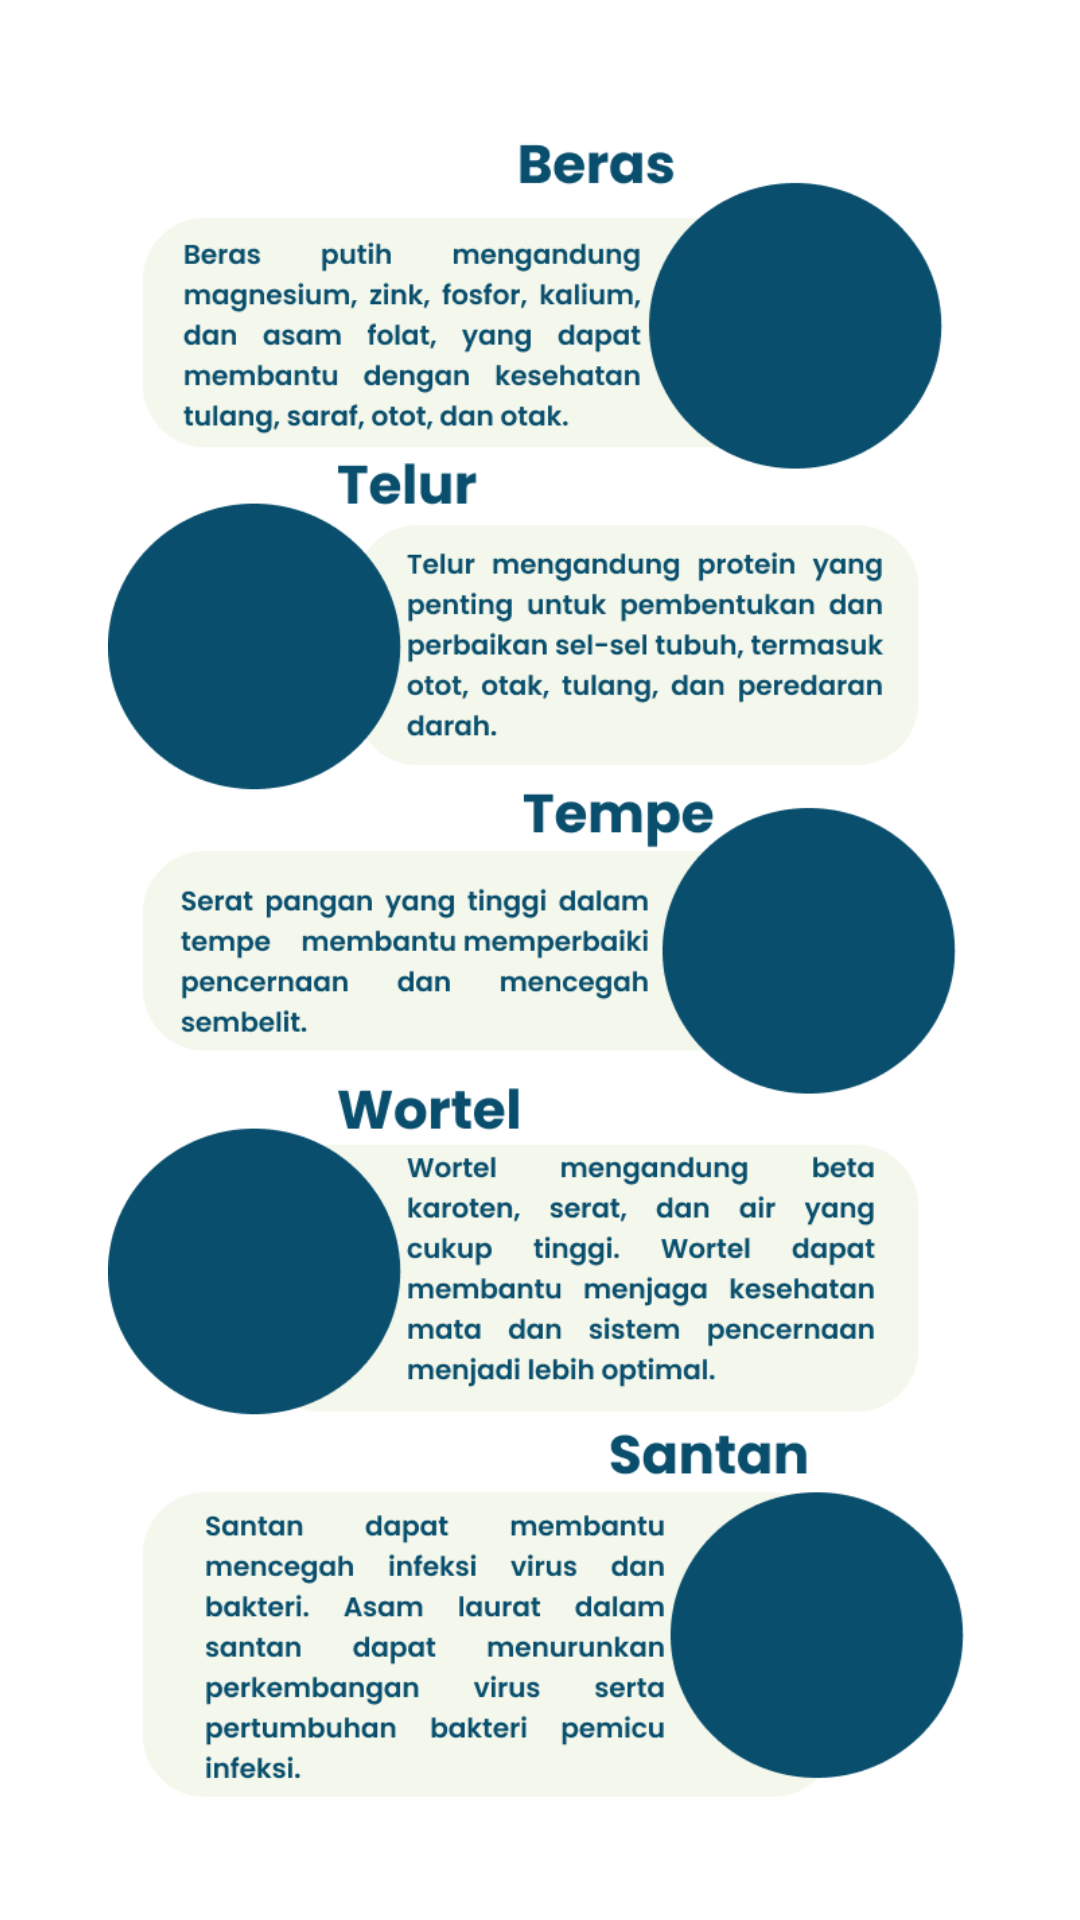 Beras
Beras putih mengandung
magnesium, zink, fosfor, kalium,
dan asam folat, yang dapat
membantu dengan kesehatan
tulang, saraf, otot, dan otak.
Telur
Telur mengandung protein yang
penting untuk pembentukan dan
perbaikan sel-sel tubuh, termasuk
otot, otak, tulang, dan peredaran
darah.
Tempe
Serat pangan yang tinggi dalam
tempe membantu memperbaiki
pencernaan dan mencegah
sembelit.
Wortel
Wortel mengandung beta
karoten, serat, dan air yang
cukup tinggi. Wortel dapat
membantu menjaga kesehatan
mata dan sistem pencernaan
menjadi lebih optimal.
Santan
Santan dapat membantu
mencegah infeksi virus dan
bakteri. Asam laurat dalam
santan dapat menurunkan
perkembangan virus serta
pertumbuhan bakteri pemicu
infeksi.